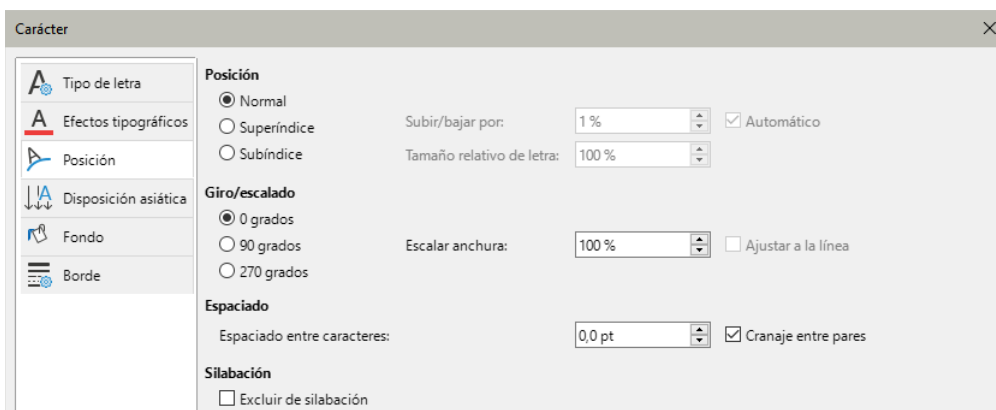 Carácter
Tipo de letra
Efectos tipográficos
Posición
Disposición asiática
Fondo
Borde
Posición
Normal
Superíndice
Subir/bajar por: 1 % Automático
Subíndice
Tamaño relativo de letra: 100 %
Giro/escalado
0 grados
90 grados
Escalar anchura: 100 % Ajustar a la línea
270 grados
Espaciado
Espaciado entre caracteres: 0,0 pt Cranaje entre pares
Silabación
Excluir de silabación